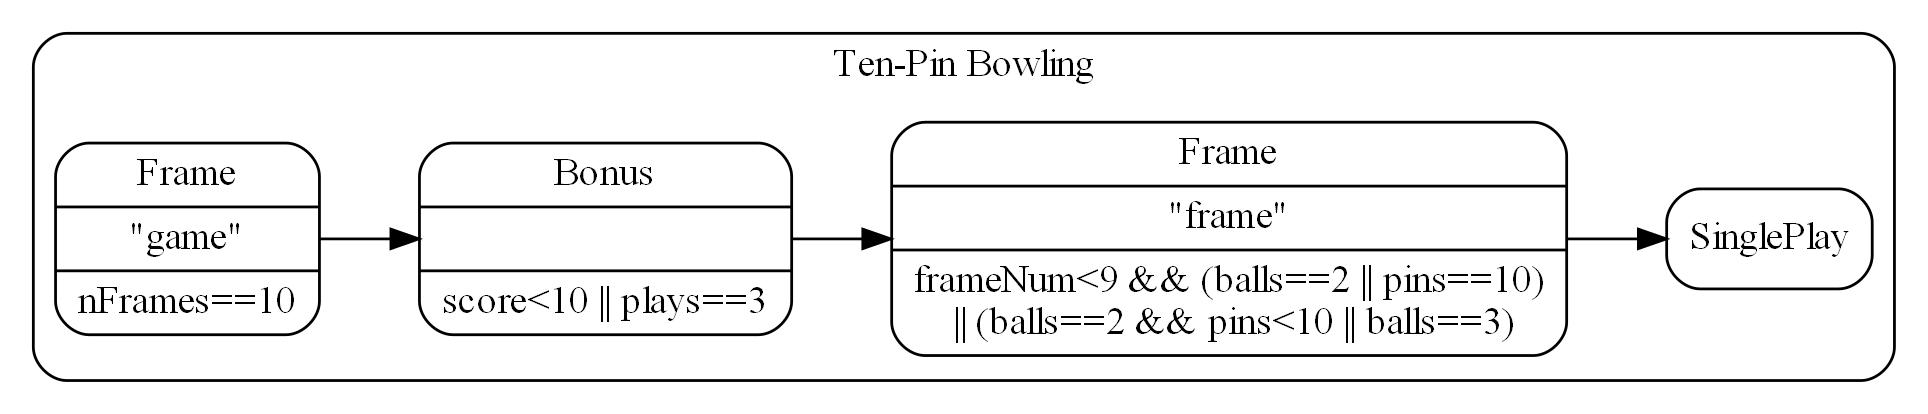 Ten-Pin Bowling
Frame
"game"
nFrames==10
Bonus
score<10 || plays==3
Frame
"frame"
frameNum<9 && (balls==2 || pins==10)
|| (balls==2 && pins<10 || balls==3)
SinglePlay